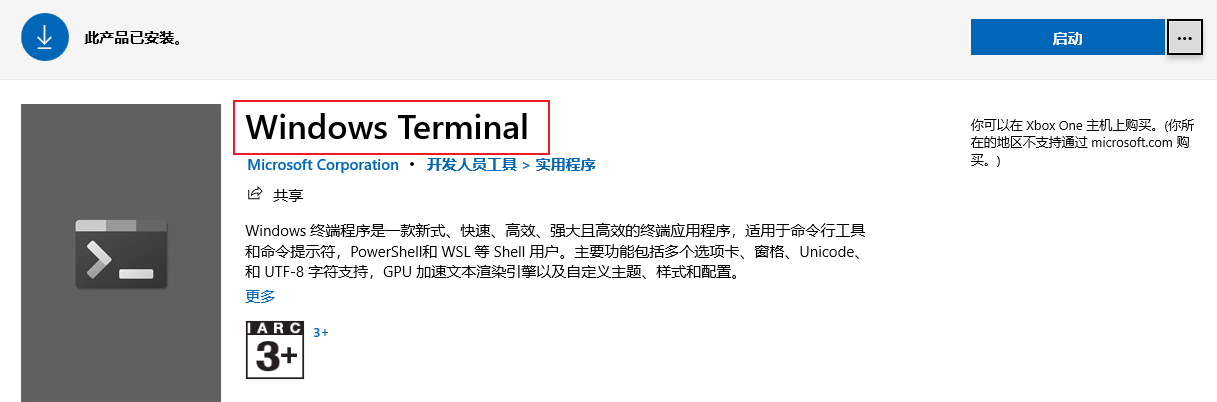 此产品已安装。
启动
...
Windows Terminal
Microsoft Corporation • 开发人员工具 > 实用程序
共享
Windows 终端程序是一款新式、快速、高效、强大且高效的终端应用程序，适用于命令行工具
和命令提示符，PowerShell和 WSL 等 Shell 用户。主要功能包括多个选项卡、窗格、Unicode、
和 UTF-8 字符支持，GPU 加速文本渲染引擎以及自定义主题、样式和配置。
更多
IARC
3+
3+
你可以在 Xbox One 主机上购买。(你所
在的地区不支持通过 microsoft.com 购
买。)